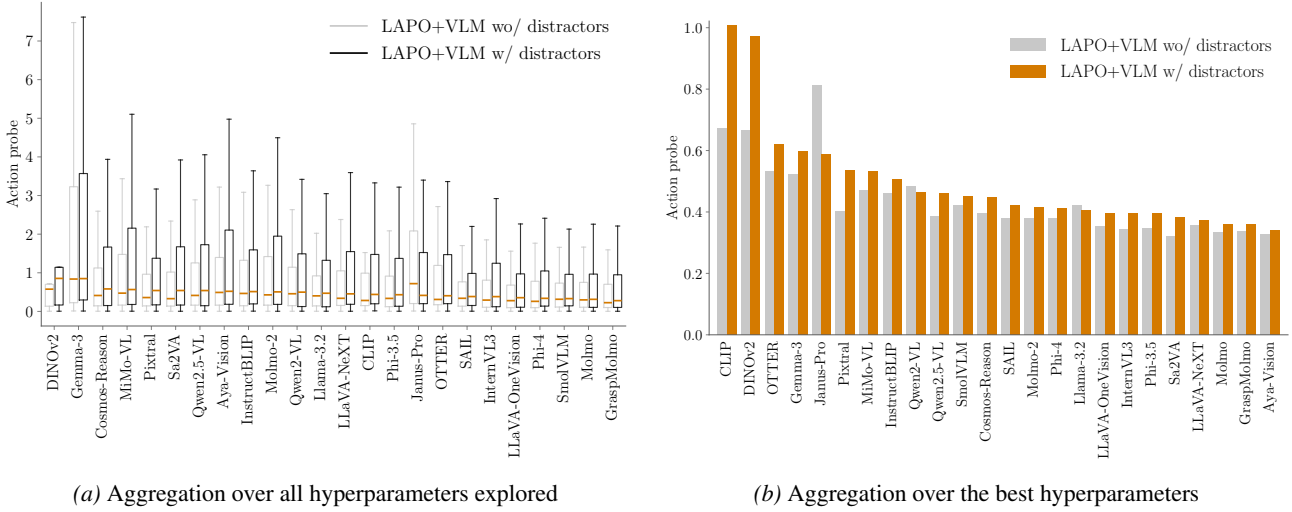 LAPO+VLM wo/ distractors
LAPO+VLM w/ distractors
Action probe
7
6
5
4
3
2
1
0
DINOv2
Gemma-3
Cosmos-Reason
MiMo-VL
Pixtral
Sa2VA
Qwen2.5-VL
Aya-Vision
InstructBLIP
Molmo-2
Qwen2-VL
Llama-3.2
LLaVA-NeXT
CLIP
Phi-3.5
Janus-Pro
OTTER
SAIL
InternVL3
LLaVA-OneVision
Phi-4
SmolVLM
Molmo
GraspMolmo
(a) Aggregation over all hyperparameters explored
LAPO+VLM wo/ distractors
LAPO+VLM w/ distractors
Action probe
1.0
0.8
0.6
0.4
0.2
0.0
CLIP
DINOv2
OTTER
Gemma-3
Janus-Pro
Pixtral
MiMo-VL
InstructBLIP
Qwen2-VL
Qwen2.5-VL
SmolVLM
Cosmos-Reason
SAIL
Molmo-2
Phi-4
Llama-3.2
LLaVA-OneVision
InternVL3
Phi-3.5
Sa2VA
LLaVA-NeXT
Molmo
GraspMolmo
Aya-Vision
(b) Aggregation over the best hyperparameters